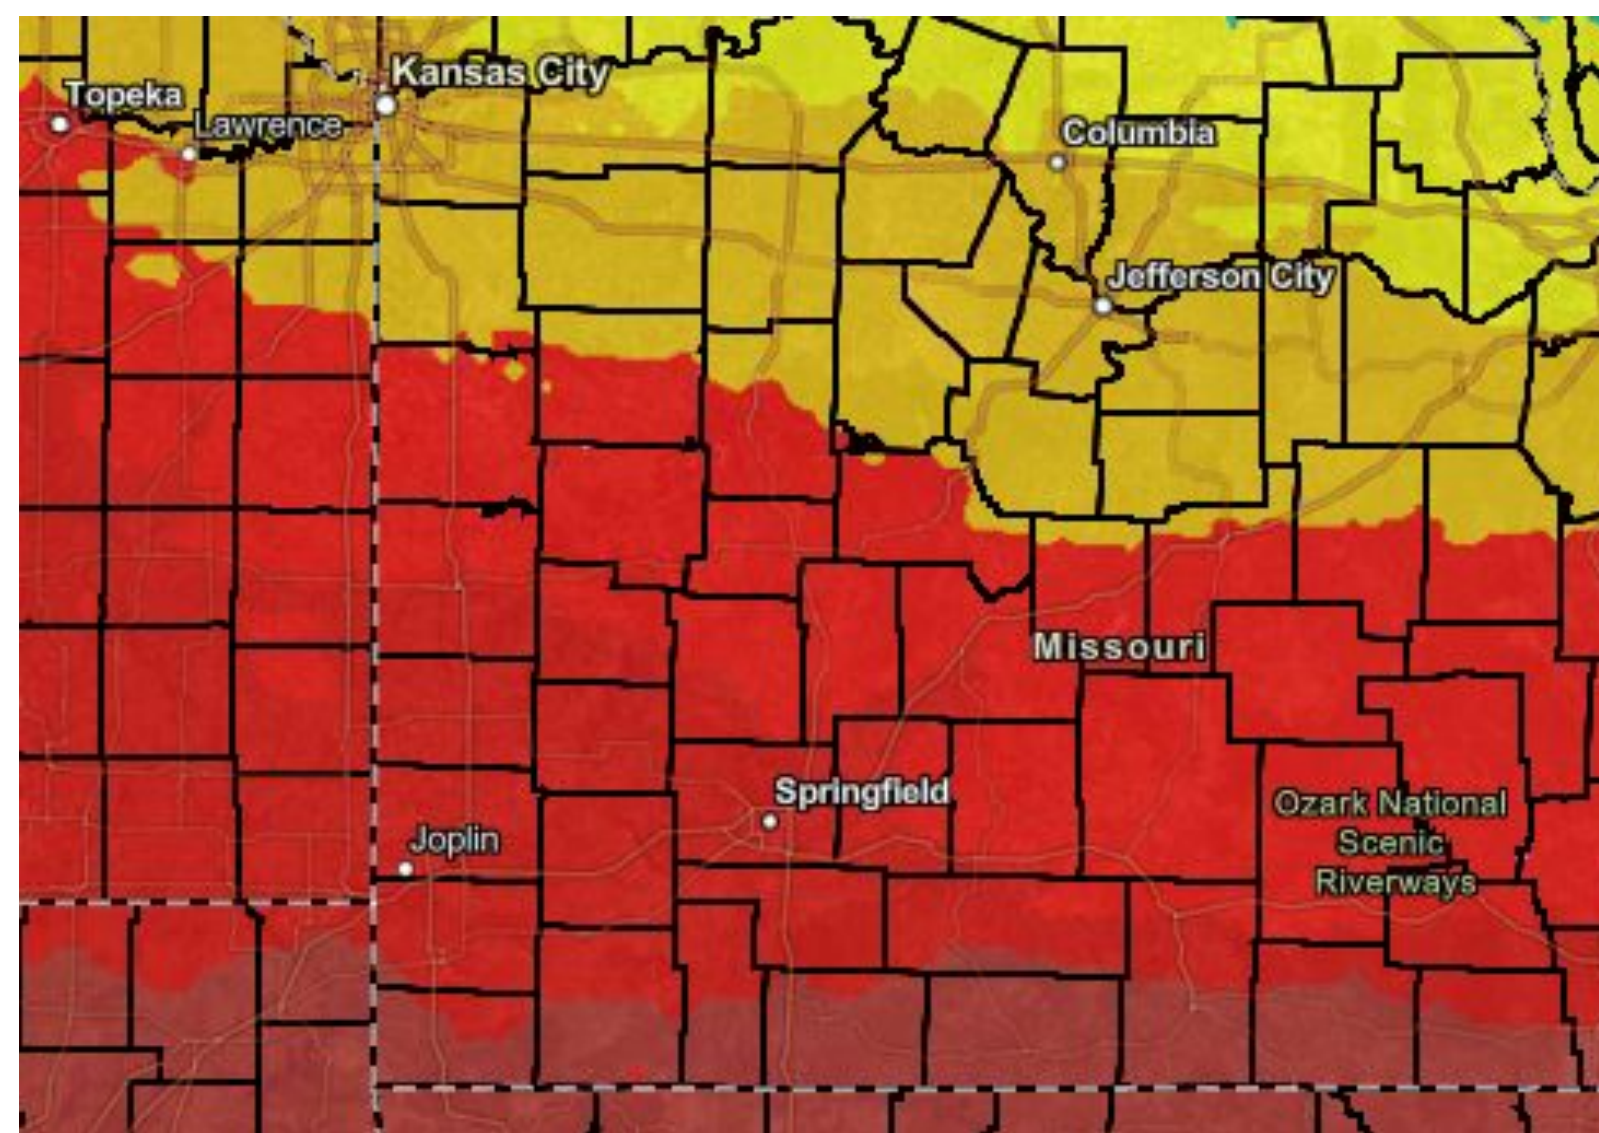 Kansas City
Topeka
Lawrence
Columbia
Jefferson City
Missouri
Springfield
Ozark National
Scenic
Riverways
Joplin